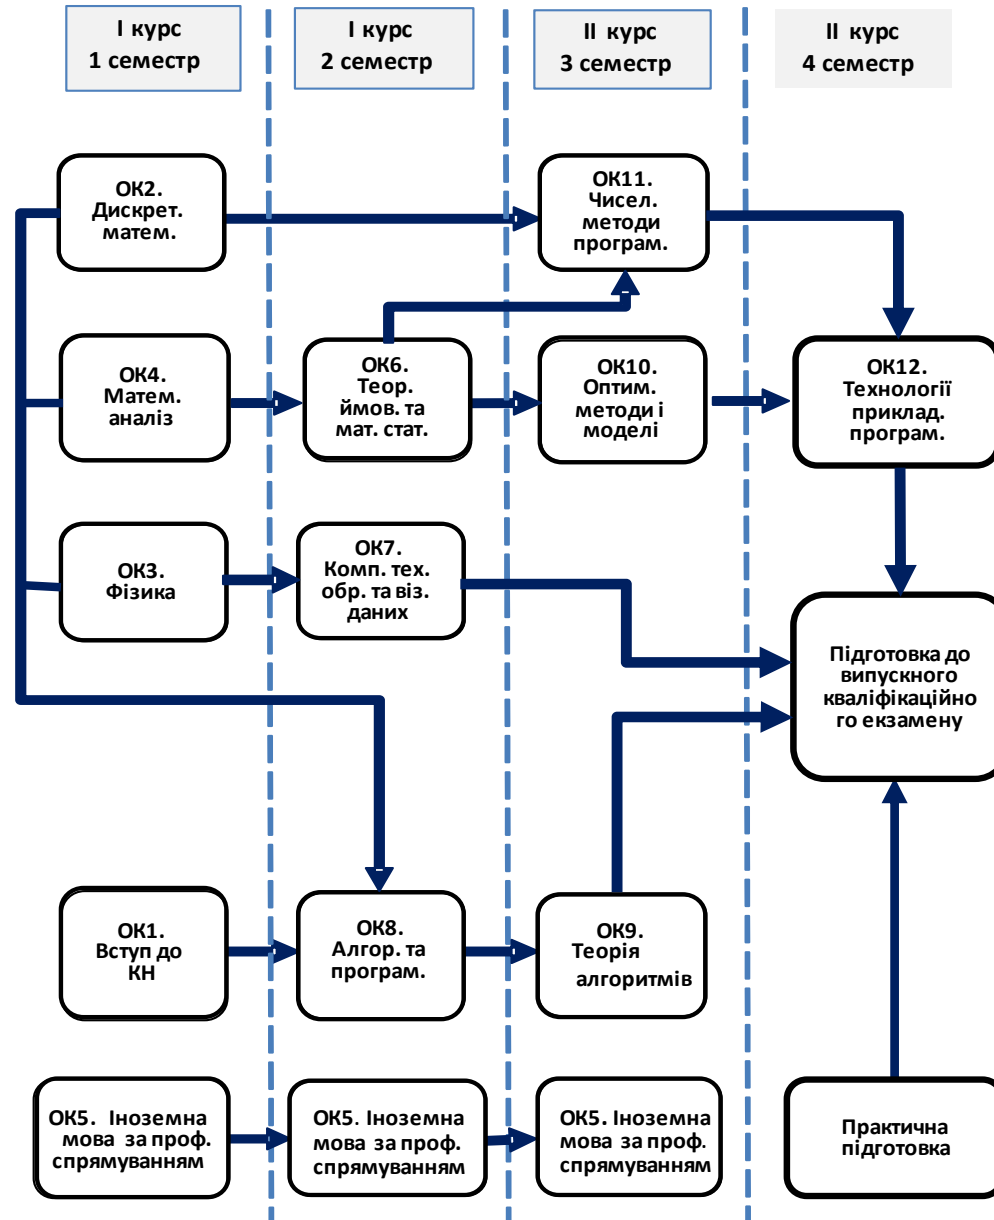 І курс
1 семестр
І курс
2 семестр
ІІ курс
3 семестр
ІІ курс
4 семестр
ОК2.
Дискрет.
матем.
ОК11.
Чисел.
методи
програм.
ОК4.
Матем.
аналіз
ОК6.
Теор.
ймов. та
мат. стат.
ОК10.
Оптим.
методи і
моделі
ОК12.
Технології
приклад.
програм.
ОК3.
Фізика
ОК7.
Комп. тех.
обр. та віз.
даних
Підготовка до
випускного
кваліфікаційно
го екзамену
ОК1.
Вступ до
КН
ОК8.
Алгор. та
програм.
ОК9.
Теорія
алгоритмів
ОК5. Іноземна
мова за проф.
спрямуванням
ОК5. Іноземна
мова за проф.
спрямуванням
ОК5. Іноземна
мова за проф.
спрямуванням
Практична
підготовка